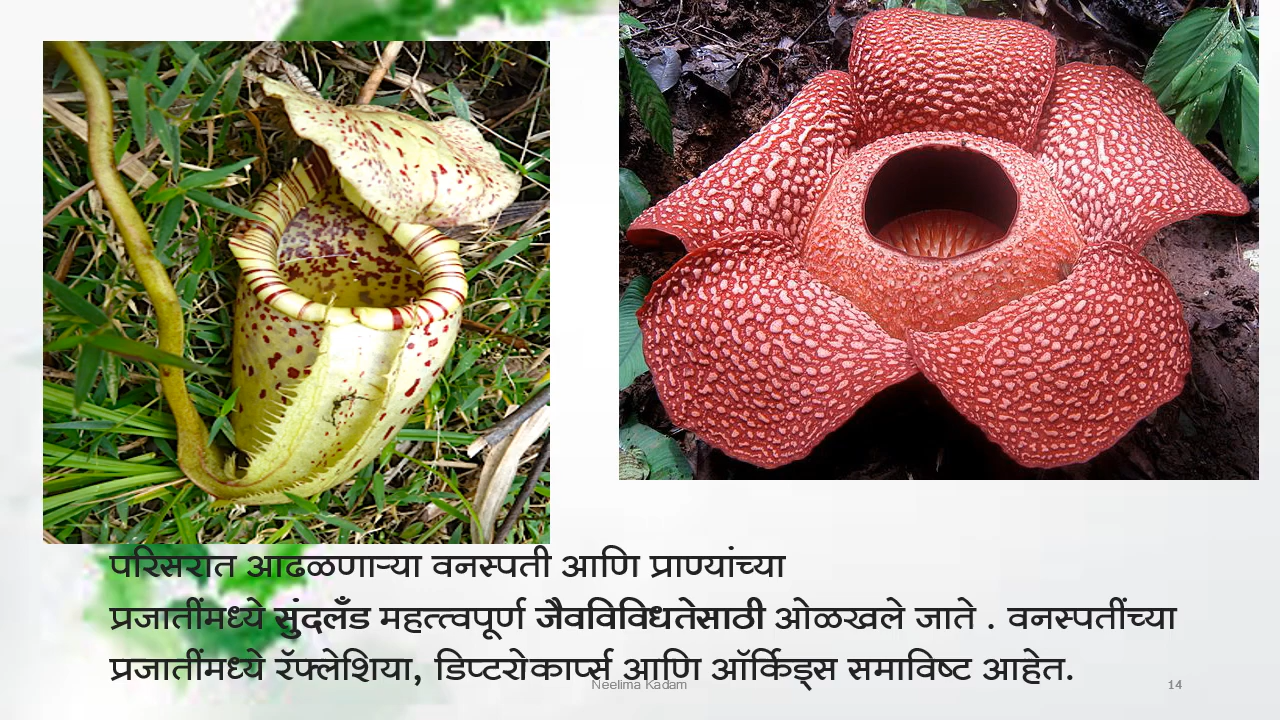 परिसरात आढळणाऱ्या वनस्पती आणि प्राण्यांच्या
प्रजातींमध्ये सुंदलँड महत्त्वपूर्ण जैवविविधतेसाठी ओळखले जाते . वनस्पतींच्या
प्रजातींमध्ये रॅफ्लेशिया, डिप्टरोकार्प्स आणि ऑर्किड्स समाविष्ट आहेत.
Neelima Kadam
14